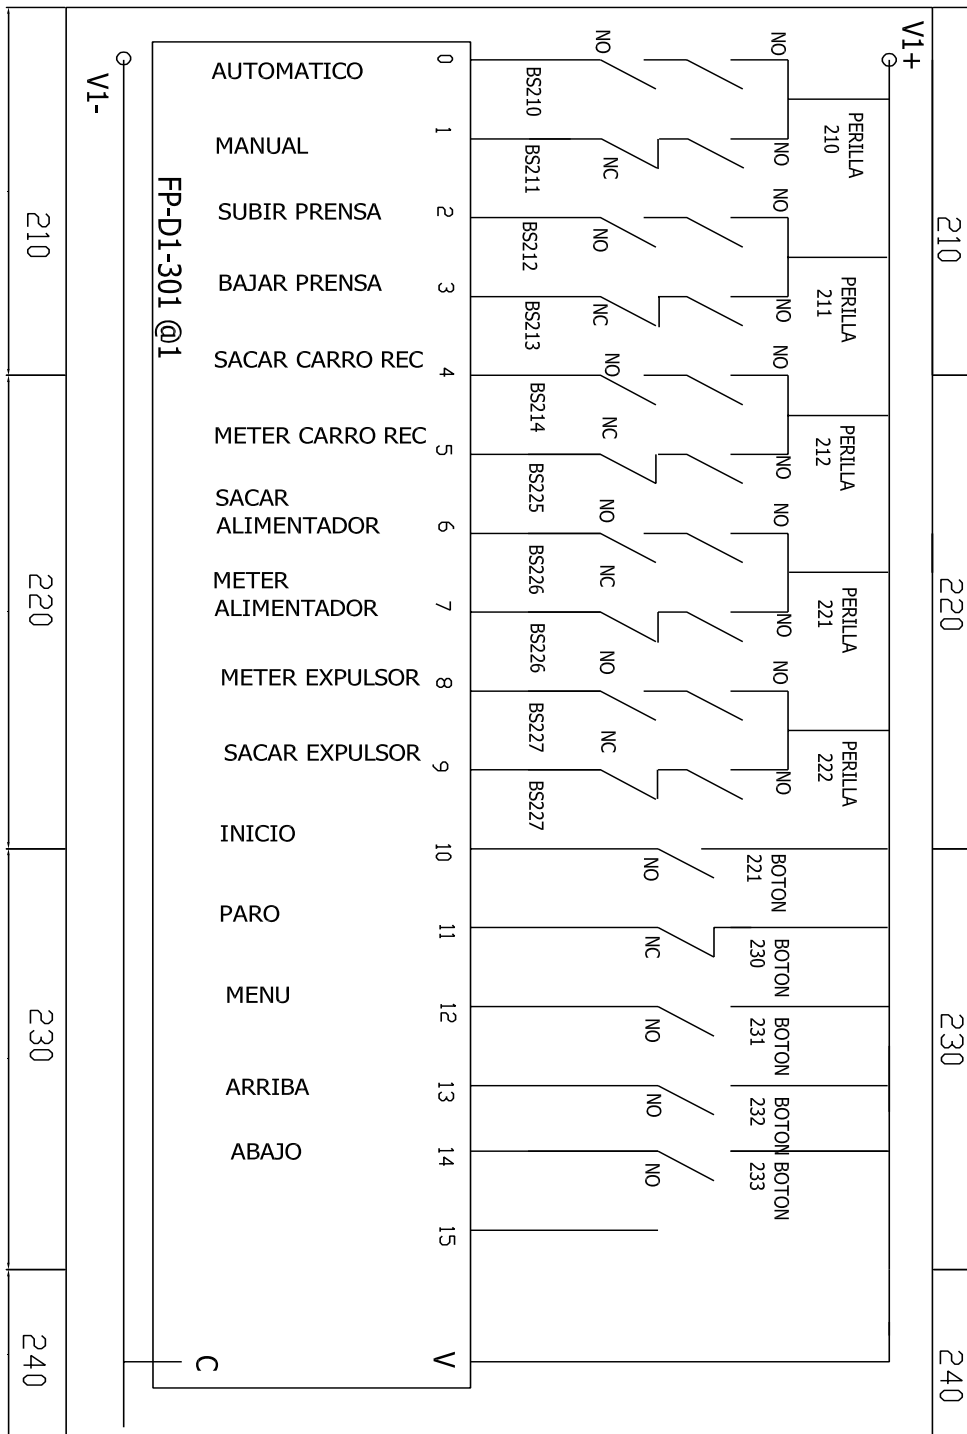 V1-
V1+
FP-D1-301 @1
AUTOMATICO
0
BS210
NO
NO
PERILLA
210
MANUAL
1
BS211
NC
NO
SUBIR PRENSA
2
BS212
NO
NO
PERILLA
211
BAJAR PRENSA
3
BS213
NC
NO
SACAR CARRO REC
4
BS214
NO
NO
PERILLA
212
METER CARRO REC
5
BS225
NC
NO
SACAR
ALIMENTADOR
6
BS226
NO
NO
PERILLA
221
METER
ALIMENTADOR
7
BS226
NC
NO
METER EXPULSOR
8
BS227
NO
NO
PERILLA
222
SACAR EXPULSOR
9
BS227
NC
NO
INICIO
10
NO
BOTON
221
PARO
11
NC
BOTON
230
MENU
12
NO
BOTON
231
ARRIBA
13
NO
BOTON
232
ABAJO
14
NO
BOTON
233
15
C
V
210
220
230
240
210
220
230
240